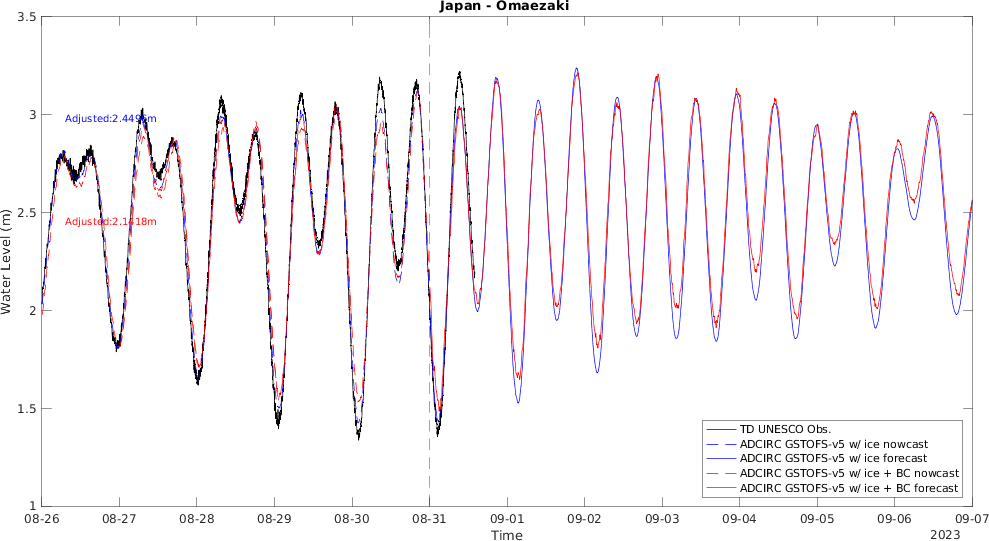 Japan - Omaezaki
Water Level (m)
3.5
3
2.5
2
1.5
1
Adjusted:2.4495m
Adjusted:2.1418m
TD UNESCO Obs.
ADCIRC GSTOFS-v5 w/ ice nowcast
ADCIRC GSTOFS-v5 w/ ice forecast
ADCIRC GSTOFS-v5 w/ ice + BC nowcast
ADCIRC GSTOFS-v5 w/ ice + BC forecast
08-26 08-27 08-28 08-29 08-30 08-31 09-01 09-02 09-03 09-04 09-05 09-06 09-07
Time
2023